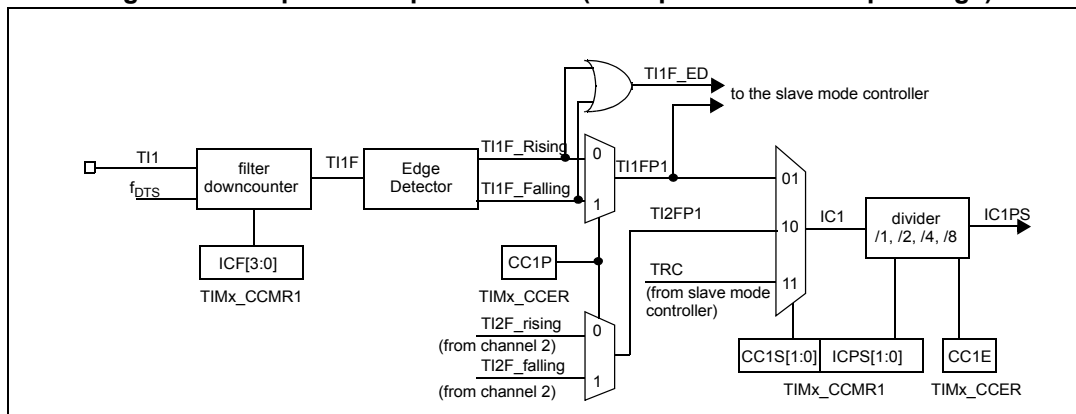 TI1F_ED
to the slave mode controller
TI1F_Rising
0
TI1FP1
TI1
filter
downcounter
TI1F
Edge
Detector
01
fDTS
TI1F_Falling
1
TI2FP1
10
IC1
divider
/1, /2, /4, /8
IC1PS
ICF[3:0]
TIMx_CCMR1
CC1P
TIMx_CCER
TRC
11
(from slave mode
controller)
TI2F_rising
0
(from channel 2)
TI2F_falling
1
(from channel 2)
CC1S[1:0]
ICPS[1:0]
CC1E
TIMx_CCMR1
TIMx_CCER